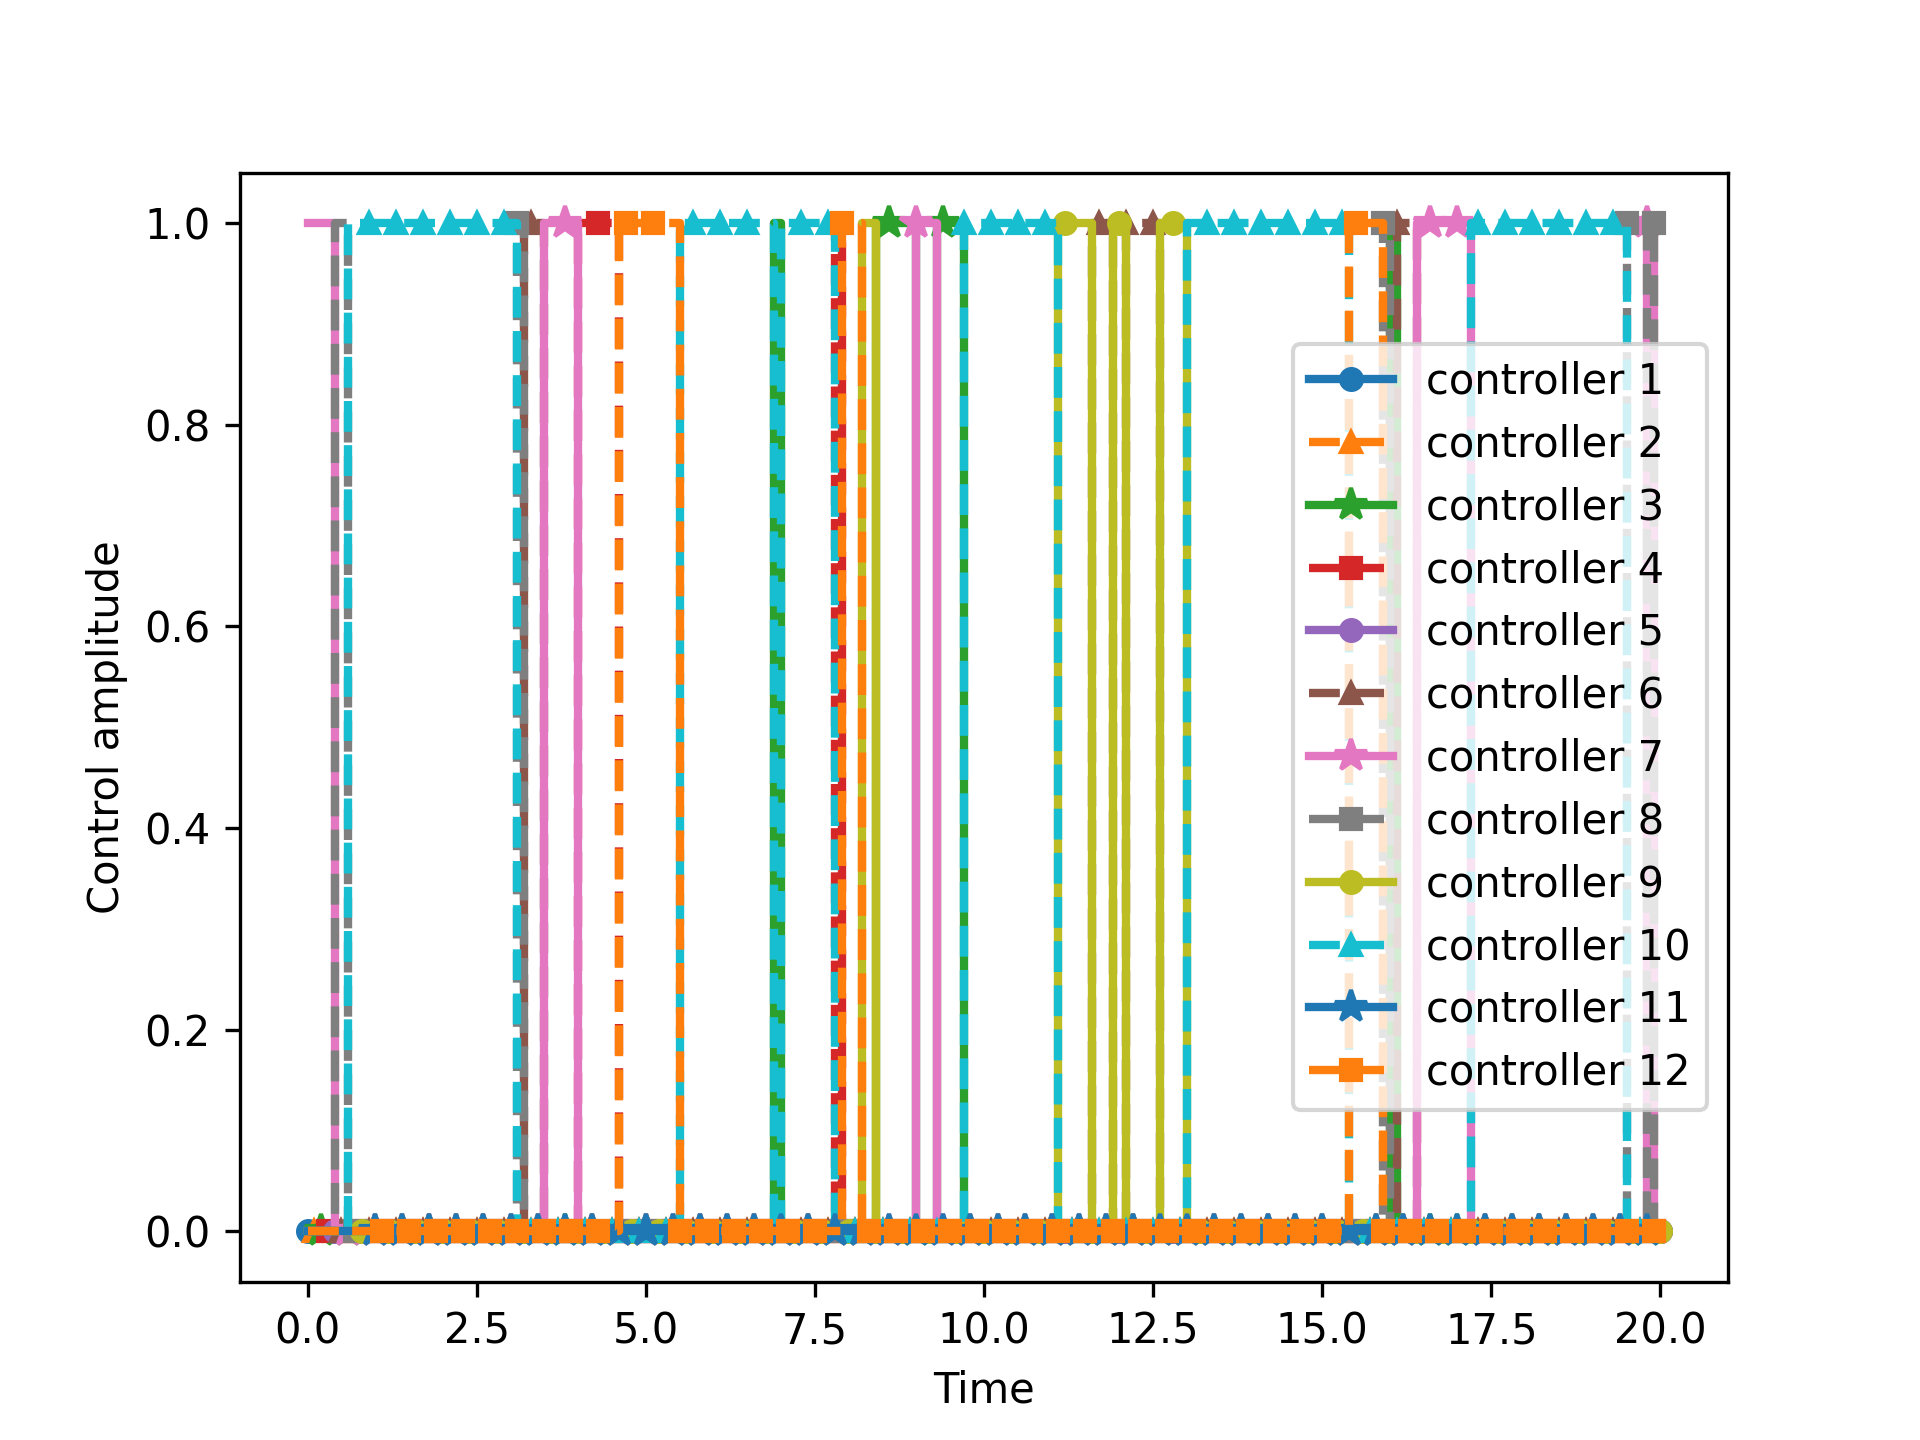 Control amplitude
1.0
0.8
0.6
0.4
0.2
0.0
0.0 2.5 5.0 7.5 10.0 12.5 15.0 17.5 20.0
Time
controller 1
controller 2
controller 3
controller 4
controller 5
controller 6
controller 7
controller 8
controller 9
controller 10
controller 11
controller 12